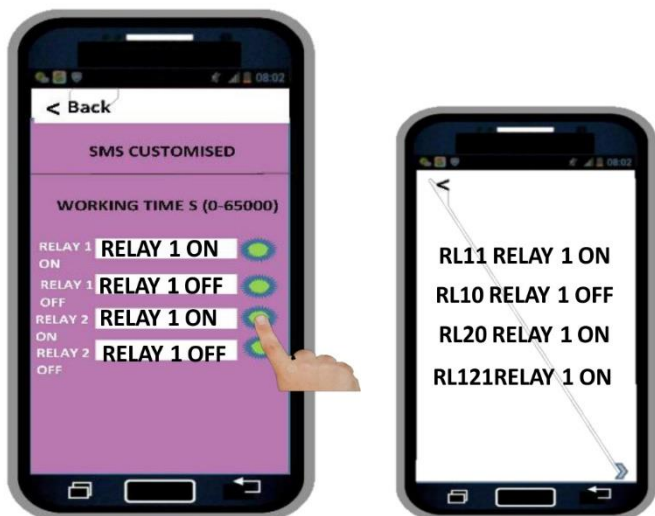 08:02
< Back
SMS CUSTOMISED
WORKING TIME S (0-65000)
RELAY 1 ON RELAY 1 ON
RELAY 1 OFF RELAY 1 OFF
RELAY 2 ON RELAY 1 ON
RELAY 2 OFF RELAY 1 OFF
08:02
<
RL11 RELAY 1 ON
RL10 RELAY 1 OFF
RL20 RELAY 1 ON
RL121RELAY 1 ON